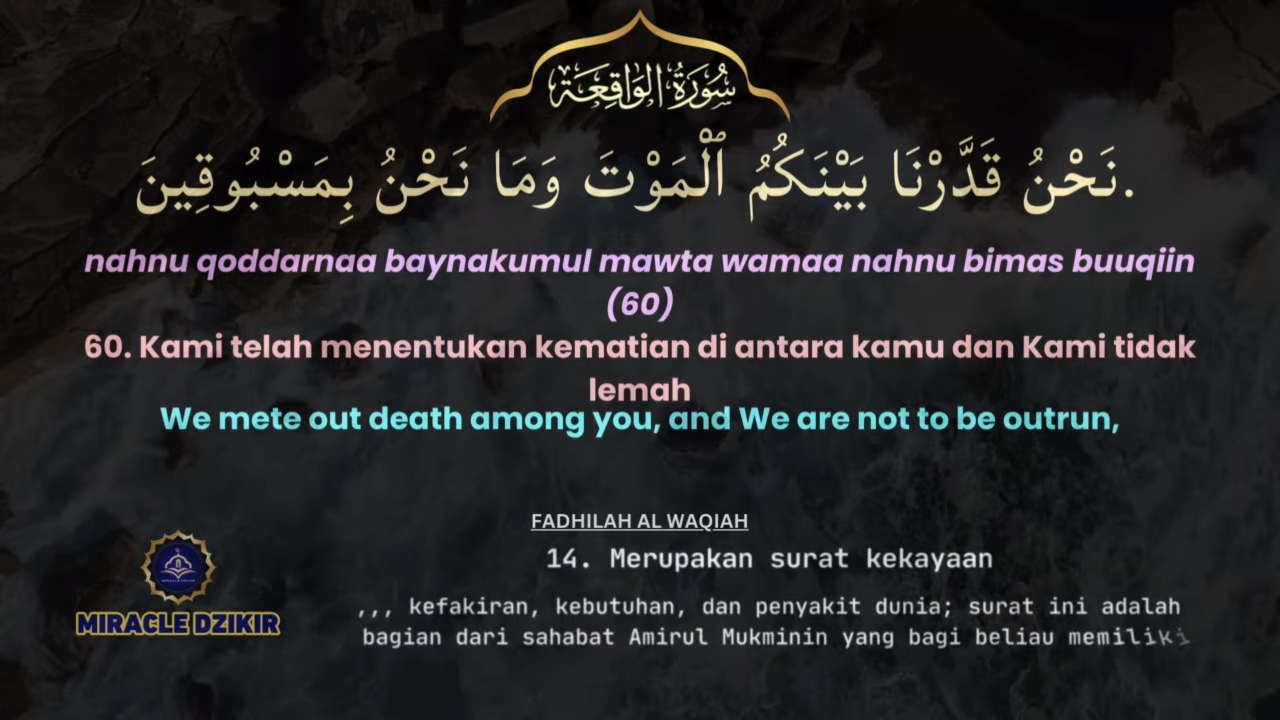 سُورَةُ الوَاقِعَة
نَحْنُ قَدَّرْنَا بَيْنَكُمُ ٱلْمَوْتَ وَمَا نَحْنُ بِمَسْبُوقِينَ.
nahnu qoddarnaa baynakumul mawta wamaa nahnu bimas buuqiin
(60)
60. Kami telah menentukan kematian di antara kamu dan Kami tidak
lemah
We mete out death among you, and We are not to be outrun,
FADHILAH AL WAQIAH
14. Merupakan surat kekayaan
,,, kefakiran, kebutuhan, dan penyakit dunia; surat ini adalah
bagian dari sahabat Amirul Mukminin yang bagi beliau memiliki
MIRACLE DZIKIR
MIRACLE DZIKIR